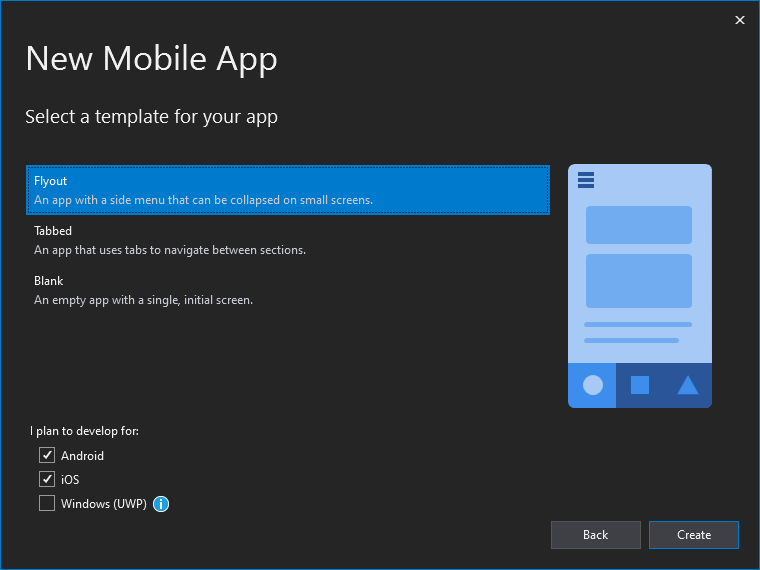 New Mobile App
Select a template for your app
Flyout
An app with a side menu that can be collapsed on small screens.
Tabbed
An app that uses tabs to navigate between sections.
Blank
An empty app with a single, initial screen.
I plan to develop for:
Android
iOS
Windows (UWP)
Back
Create